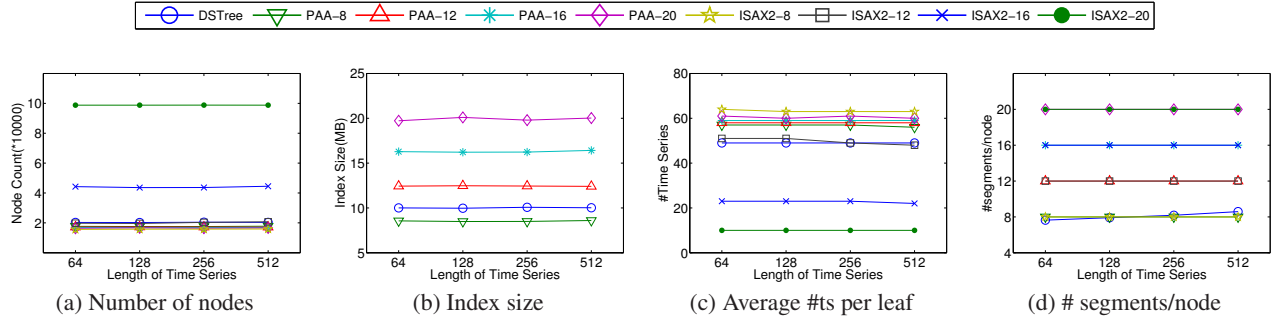 DSTree PAA-8 PAA-12 PAA-16 PAA-20 ISAX2-8 ISAX2-12 ISAX2-16 ISAX2-20
Node Count(*10000)
10
8
6
4
2
64 128 256 512
Length of Time Series
(a) Number of nodes
Index Size(MB)
25
20
15
10
5
64 128 256 512
Length of Time Series
(b) Index size
#Time Series
80
60
40
20
0
64 128 256 512
Length of Time Series
(c) Average #ts per leaf
#segments/node
20
16
12
8
4
64 128 256 512
Length of Time Series
(d) # segments/node